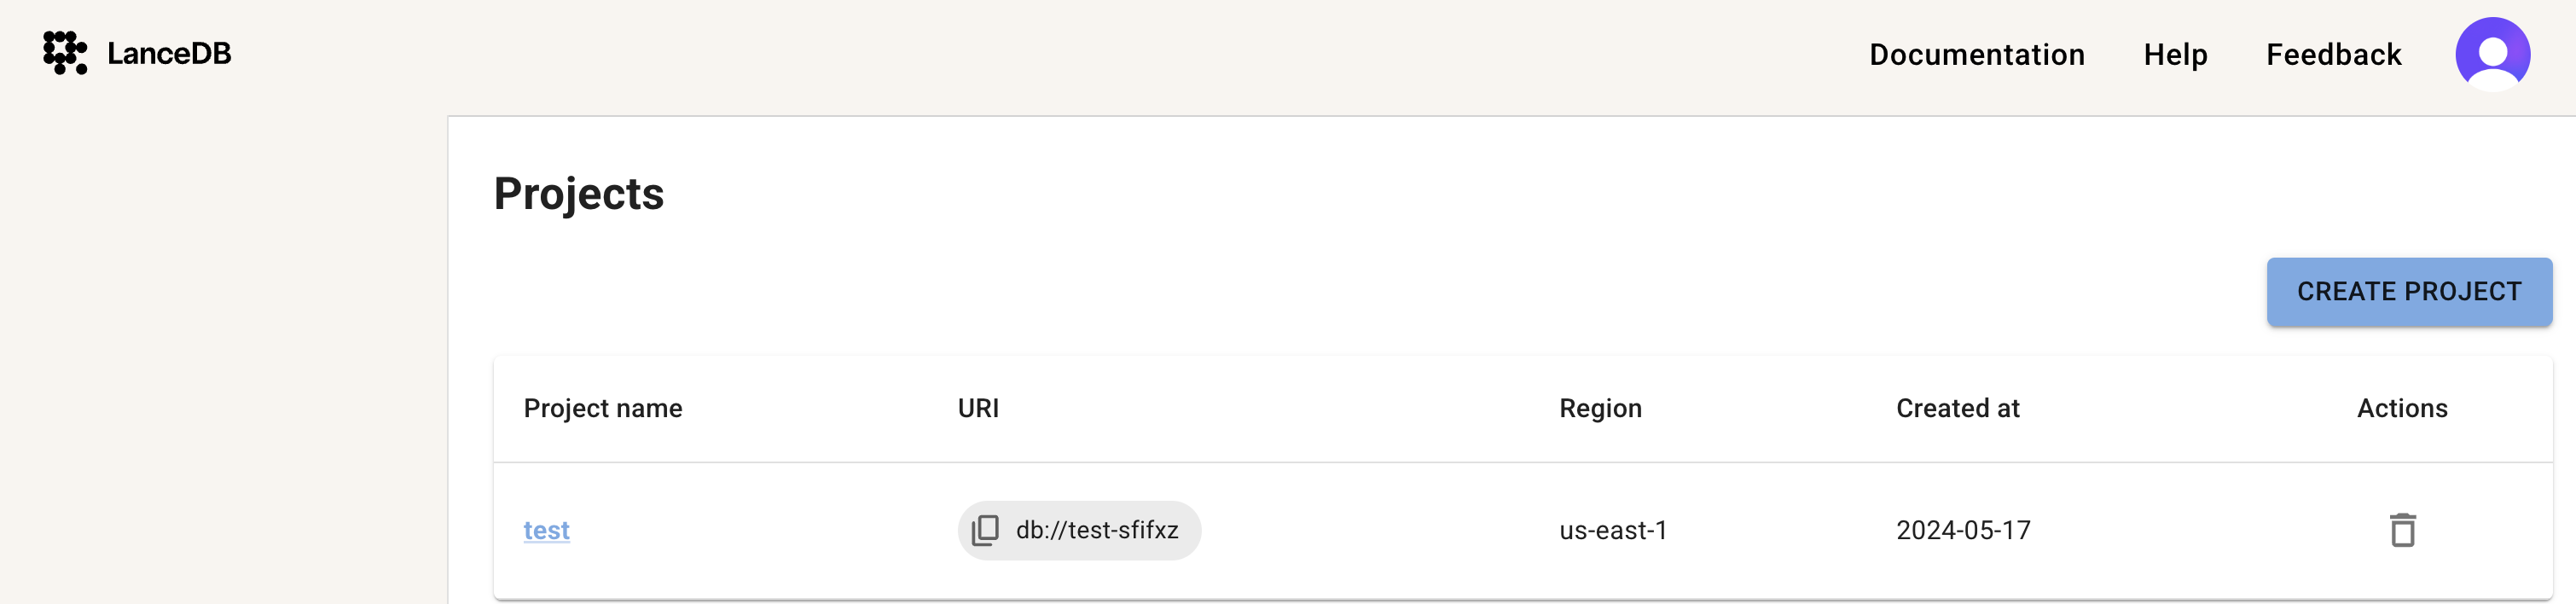 LanceDB
Documentation Help Feedback
Projects
CREATE PROJECT
Project name URI Region Created at Actions
test db://test-sfifxz us-east-1 2024-05-17